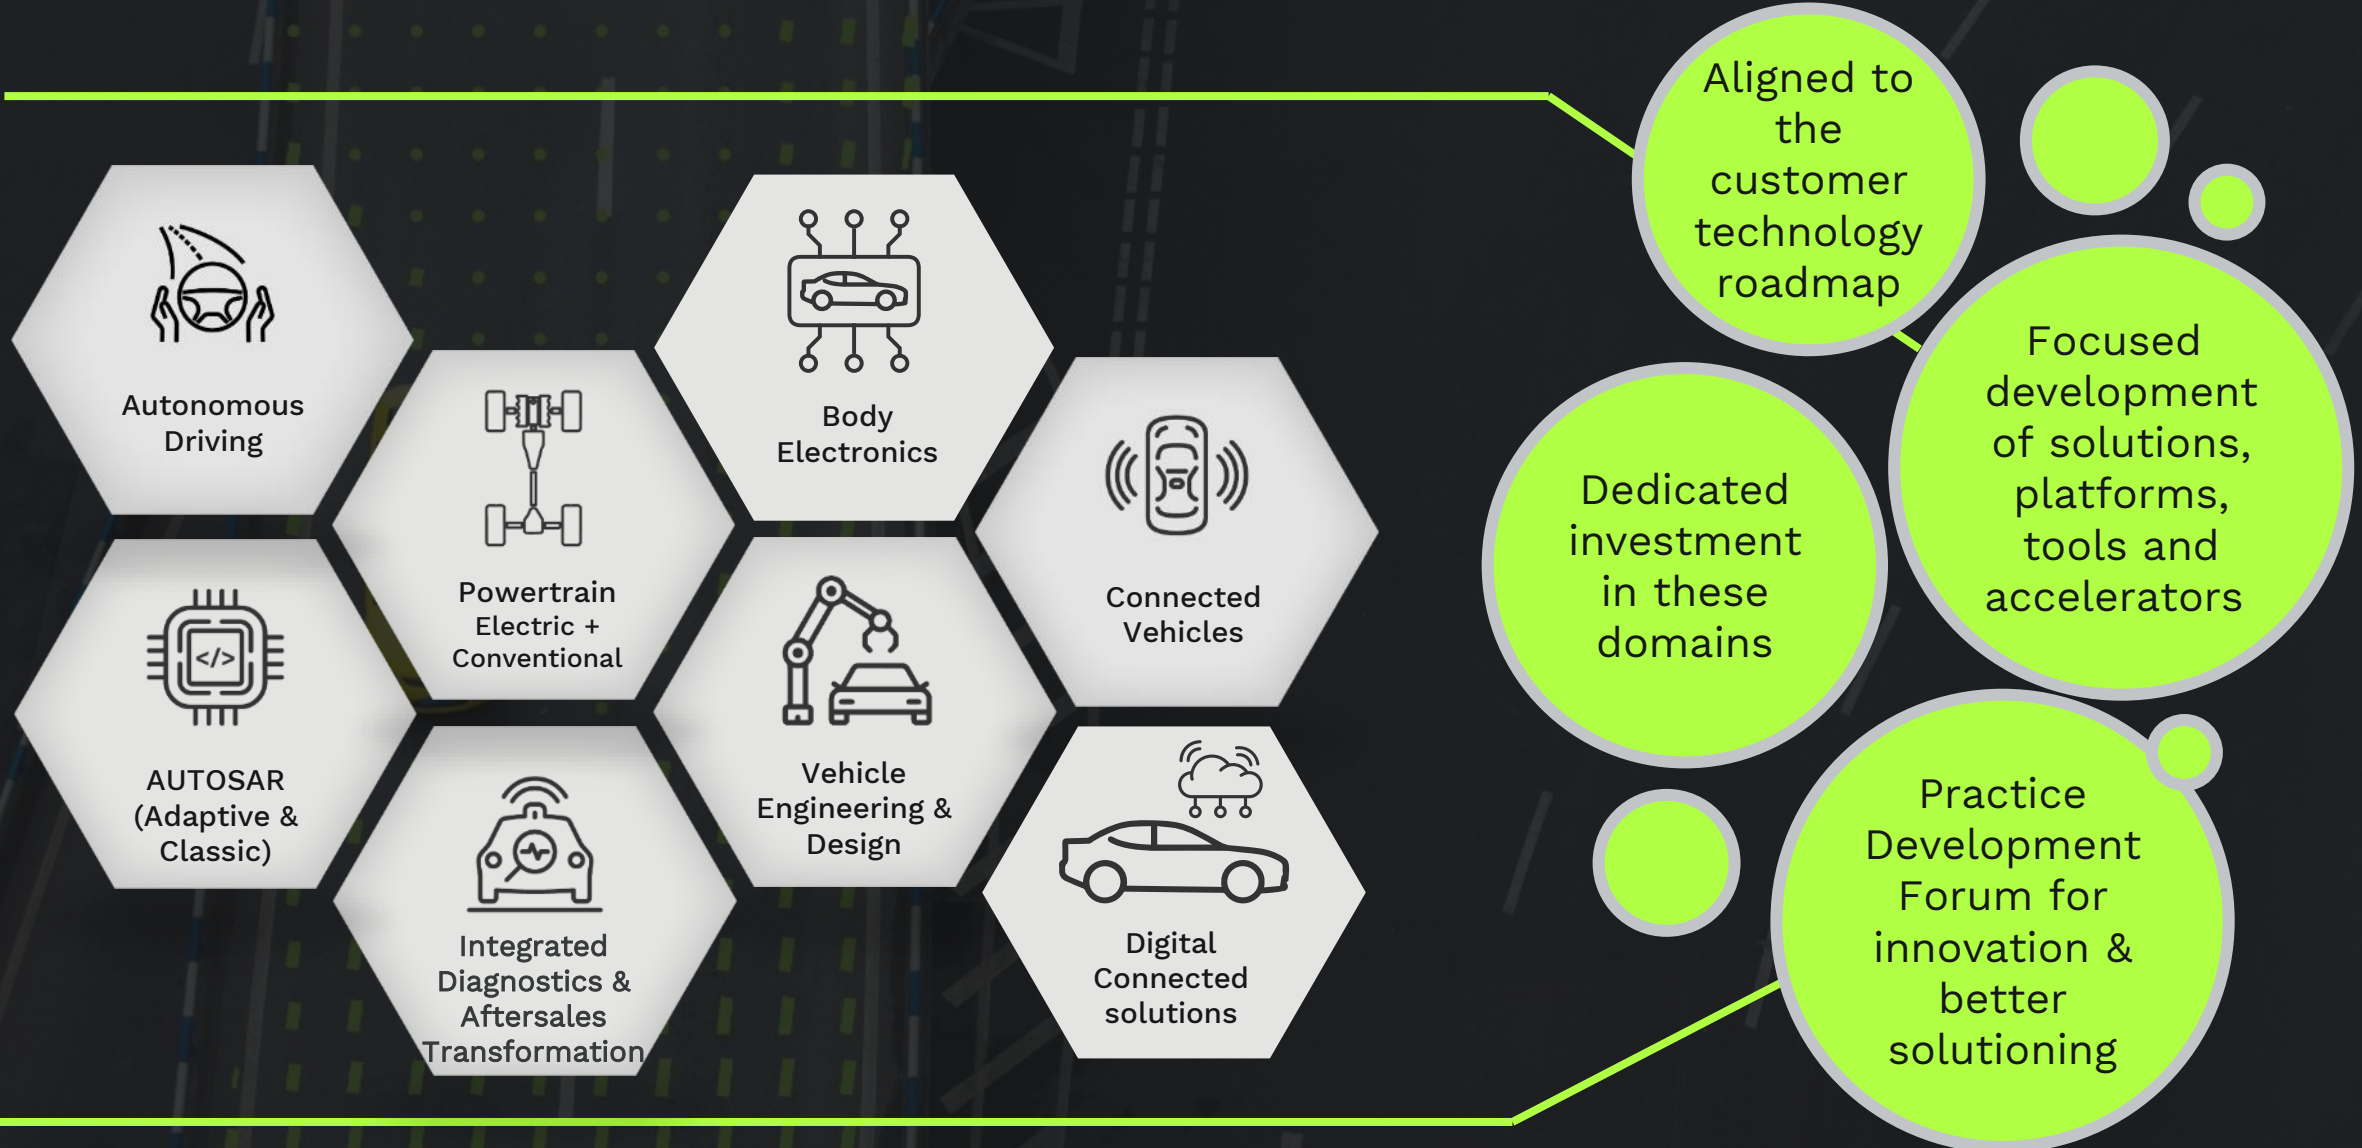 Autonomous
Driving
Powertrain
Electric +
Conventional
Body
Electronics
Connected
Vehicles
AUTOSAR
(Adaptive &
Classic)
</>
Integrated
Diagnostics &
Aftersales
Transformation
Vehicle
Engineering &
Design
Digital
Connected
solutions
Aligned to
the
customer
technology
roadmap
Focused
development
of solutions,
platforms,
tools and
accelerators
Dedicated
investment
in these
domains
Practice
Development
Forum for
innovation &
better
solutioning